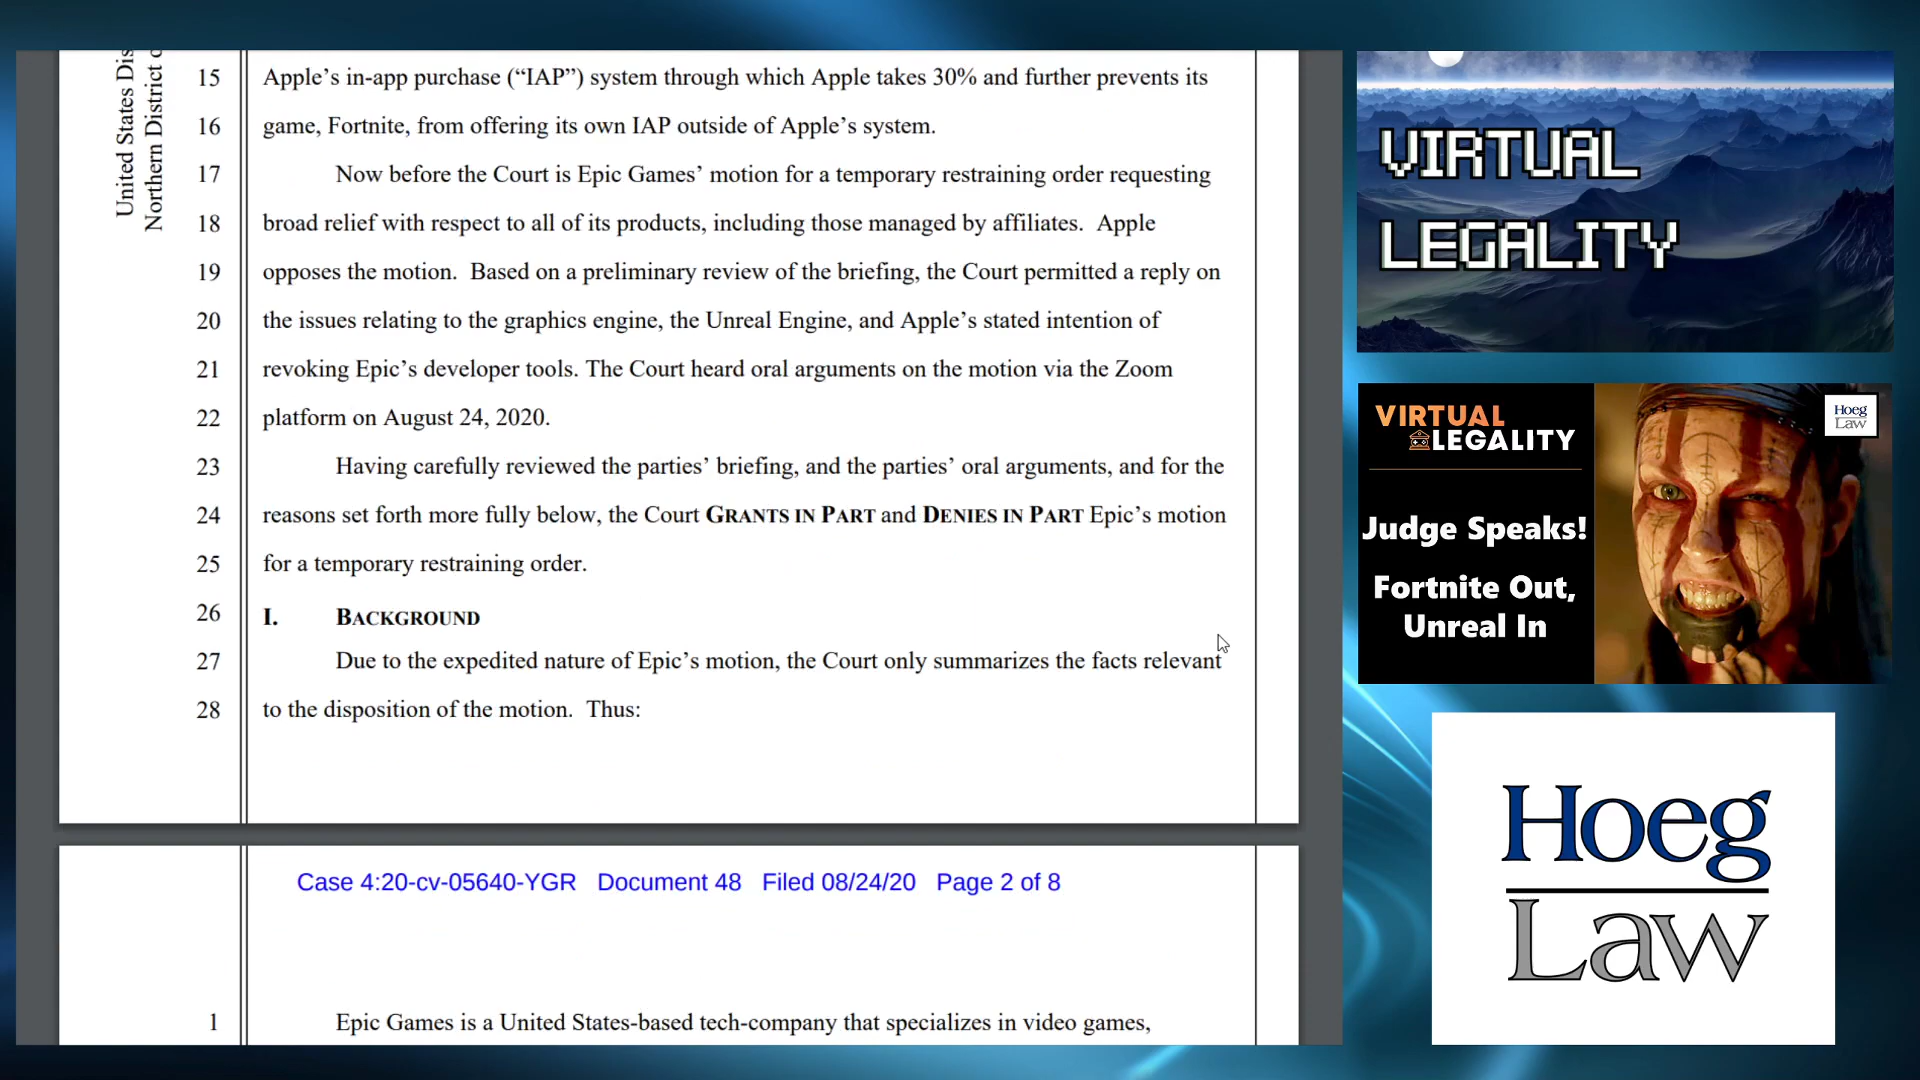 United States Dis
Northern District o
15 Apple’s in-app purchase (“IAP”) system through which Apple takes 30% and further prevents its
16 game, Fortnite, from offering its own IAP outside of Apple’s system.
17 Now before the Court is Epic Games’ motion for a temporary restraining order requesting
18 broad relief with respect to all of its products, including those managed by affiliates.  Apple
19 opposes the motion.  Based on a preliminary review of the briefing, the Court permitted a reply on
20 the issues relating to the graphics engine, the Unreal Engine, and Apple’s stated intention of
21 revoking Epic’s developer tools. The Court heard oral arguments on the motion via the Zoom
22 platform on August 24, 2020.
23 Having carefully reviewed the parties’ briefing, and the parties’ oral arguments, and for the
24 reasons set forth more fully below, the Court GRANTS IN PART and DENIES IN PART Epic’s motion
25 for a temporary restraining order.
26 I. BACKGROUND
27 Due to the expedited nature of Epic’s motion, the Court only summarizes the facts relevant
28 to the disposition of the motion.  Thus:
Case 4:20-cv-05640-YGR Document 48 Filed 08/24/20 Page 2 of 8
1 Epic Games is a United States-based tech-company that specializes in video games,
VIRTUAL
LEGALITY
VIRTUAL
LEGALITY
Hoeg
Law
Judge Speaks!
Fortnite Out,
Unreal In
Hoeg
Law